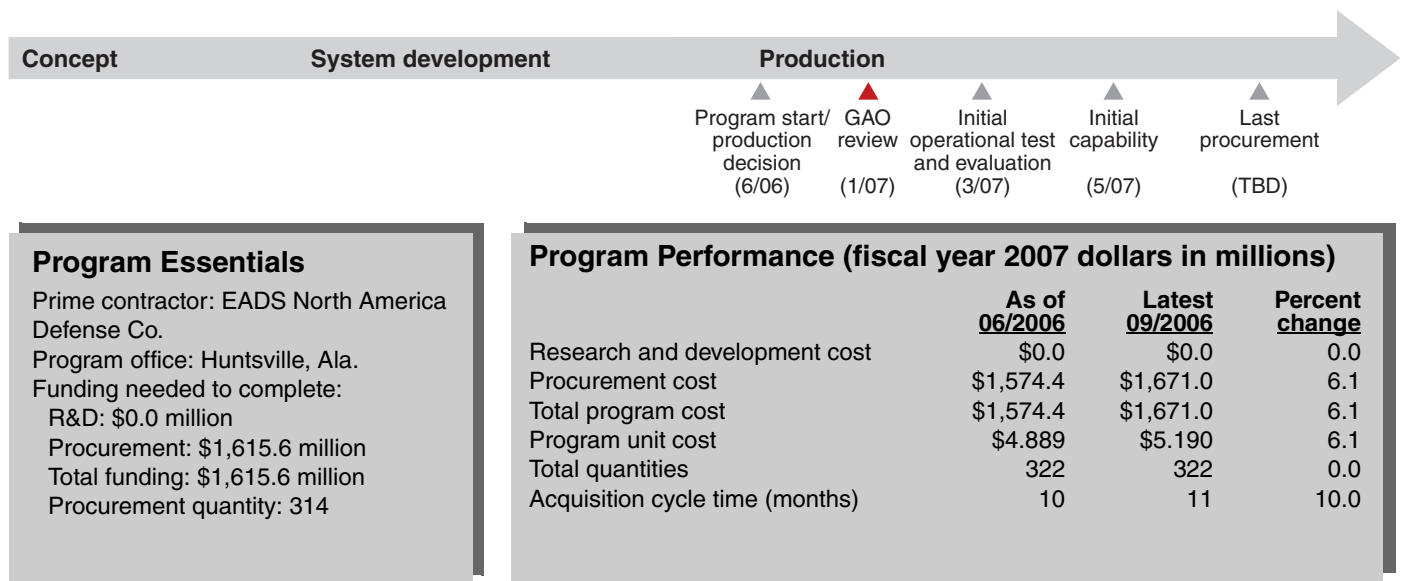 Concept System development Production
Program start/
production
decision
(6/06)
GAO
review
(1/07)
Initial
operational test
and evaluation
(3/07)
Initial
capability
(5/07)
Last
procurement
(TBD)
Program Essentials
Prime contractor: EADS North America
Defense Co.
Program office: Huntsville, Ala.
Funding needed to complete:
R&D: $0.0 million
Procurement: $1,615.6 million
Total funding: $1,615.6 million
Procurement quantity: 314
Program Performance (fiscal year 2007 dollars in millions)
As of Latest Percent
06/2006 09/2006 change
Research and development cost $0.0 $0.0 0.0
Procurement cost $1,574.4 $1,671.0 6.1
Total program cost $1,574.4 $1,671.0 6.1
Program unit cost $4.889 $5.190 6.1
Total quantities 322 322 0.0
Acquisition cycle time (months) 10 11 10.0